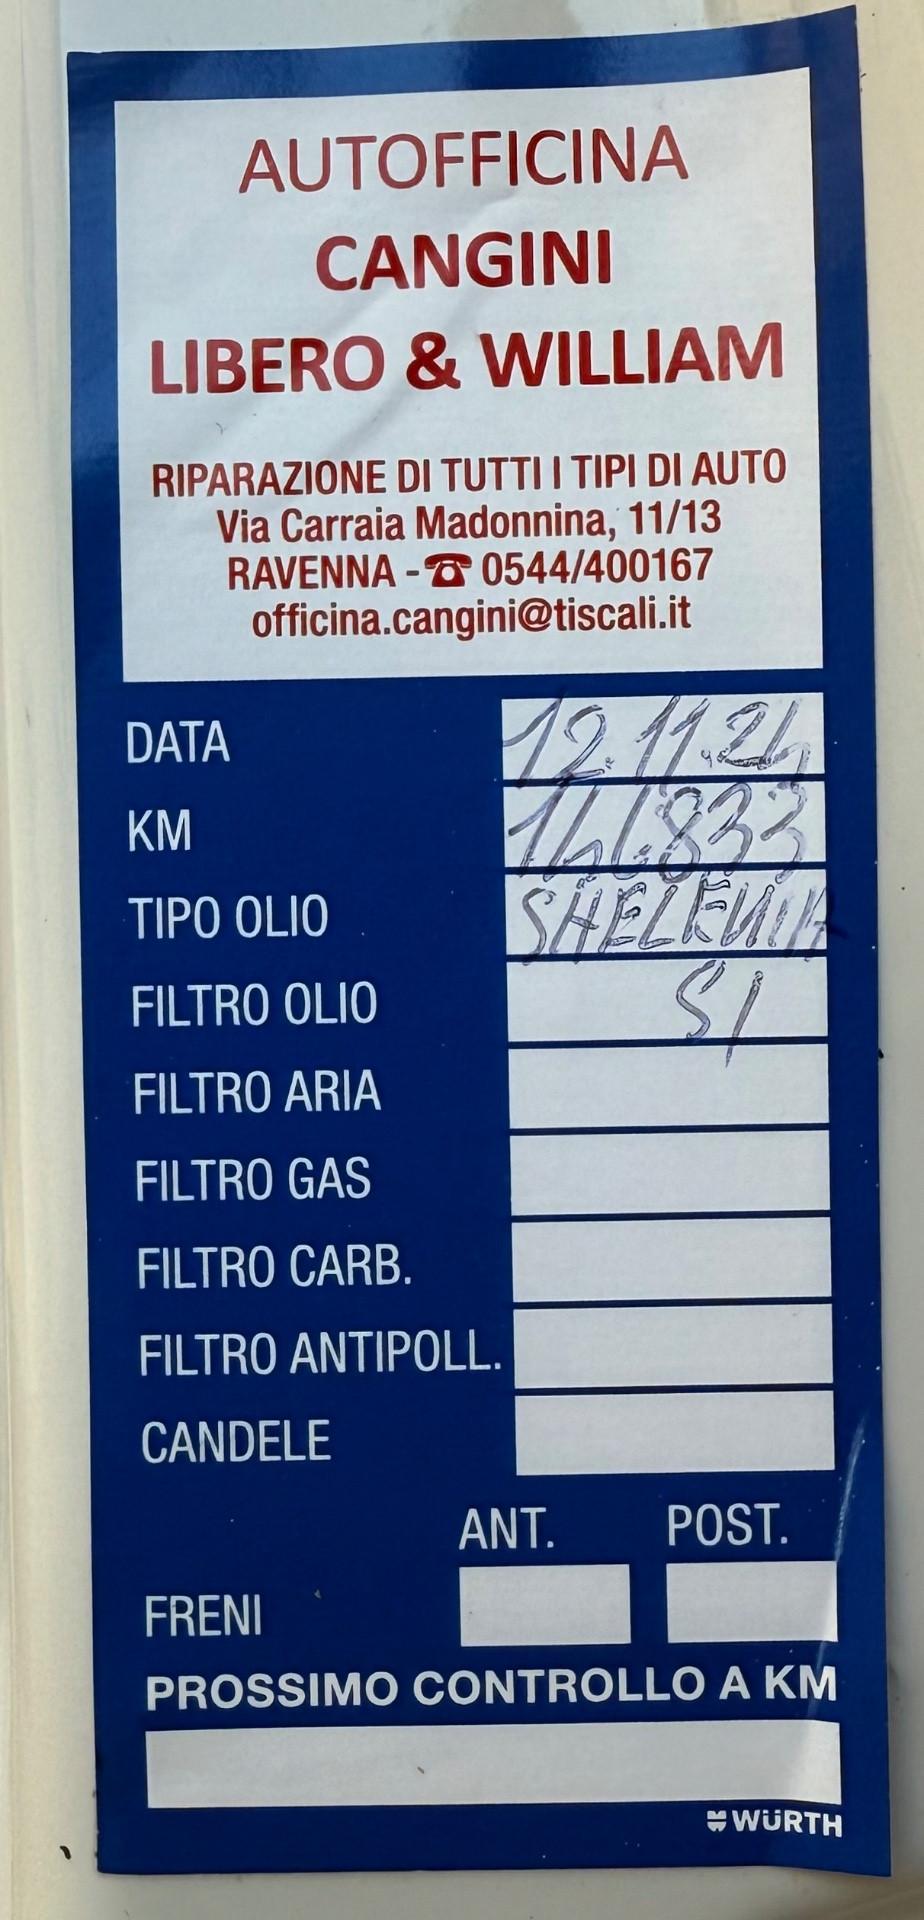 AUTOFFICINA
CANGINI
LIBERO & WILLIAM
RIPARAZIONE DI TUTTI I TIPI DI AUTO
Via Carraia Madonnina, 11/13
RAVENNA - ☎ 0544/400167
officina.cangini@tiscali.it
DATA 12.11.24
KM
TIPO OLIO
FILTRO OLIO SI
FILTRO ARIA
FILTRO GAS
FILTRO CARB.
FILTRO ANTIPOLL.
CANDELE
ANT. POST.
FRENI
PROSSIMO CONTROLLO A KM
WÜRTH